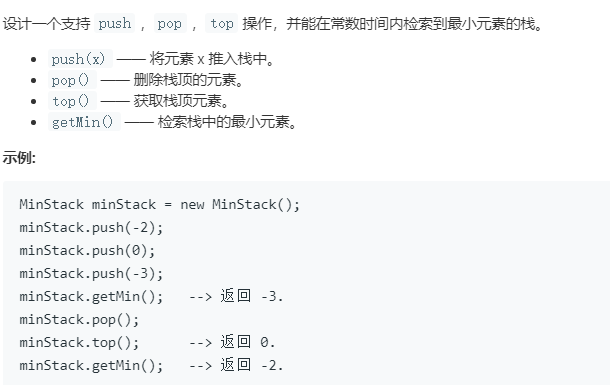 设计一个支持 push ，pop ，top 操作，并能在常数时间内检索到最小元素的栈。
• push(x) —— 将元素 x 推入栈中。
• pop() —— 删除栈顶的元素。
• top() —— 获取栈顶元素。
• getMin() —— 检索栈中的最小元素。
示例:
MinStack minStack = new MinStack();
minStack.push(-2);
minStack.push(0);
minStack.push(-3);
minStack.getMin();   --> 返回 -3.
minStack.pop();
minStack.top();      --> 返回 0.
minStack.getMin();   --> 返回 -2.